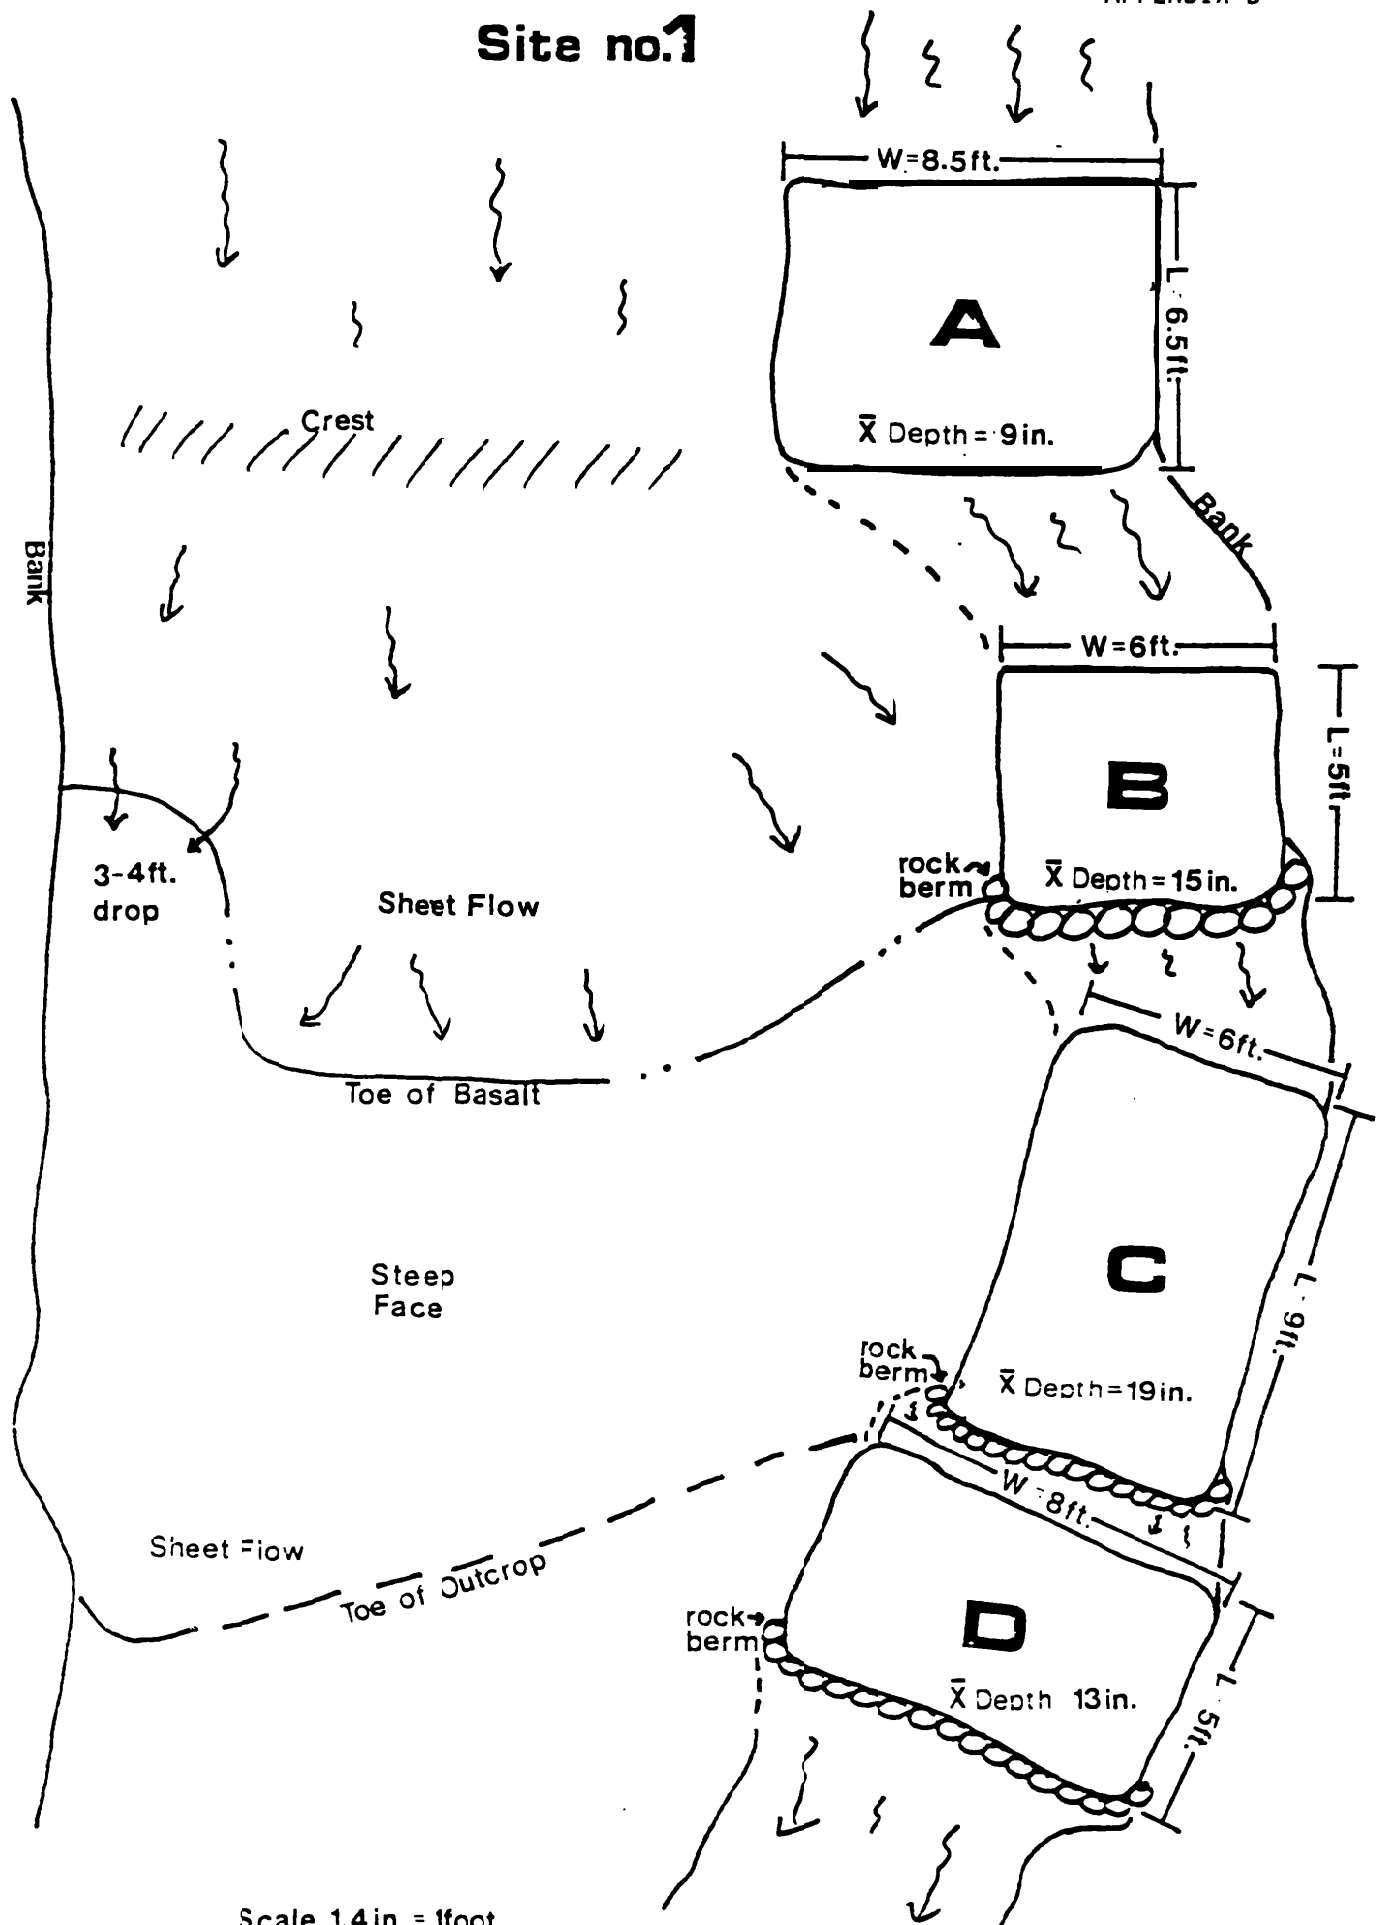 Site no.1
W=8.5ft.
L 6.5ft.
A
X̄ Depth = 9in.
Crest
Bank
Bank
W=6ft.
L=5ft
B
X̄ Depth=15in.
rock
berm
3-4ft.
drop
Sheet Flow
W=6ft.
Toe of Basalt
C
L 9ft.
Steep
Face
rock
berm
X̄ Depth=19in.
W=8ft.
Sheet Flow
Toe of Outcrop
rock
berm
D
X̄ Depth 13in.
L 5ft.
Scale 1.4in. = 1foot